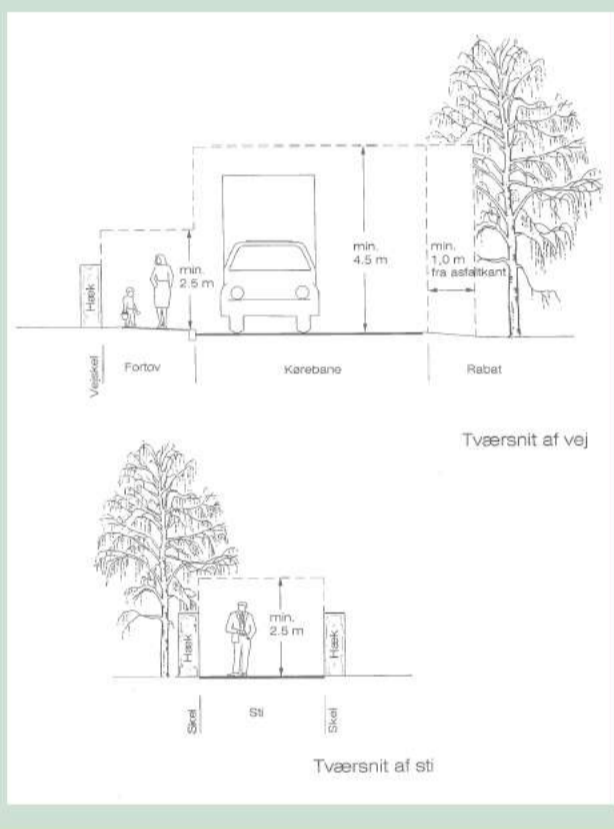 min.
4.5 m
min.
1,0 m
fra asfaltkant
min.
2.5 m
Hæk
Vejskel
Fortov
Kørebane
Rabat
Tværsnit af vej
min.
2.5 m
Hæk
Hæk
Skel
Sti
Skel
Tværsnit af sti